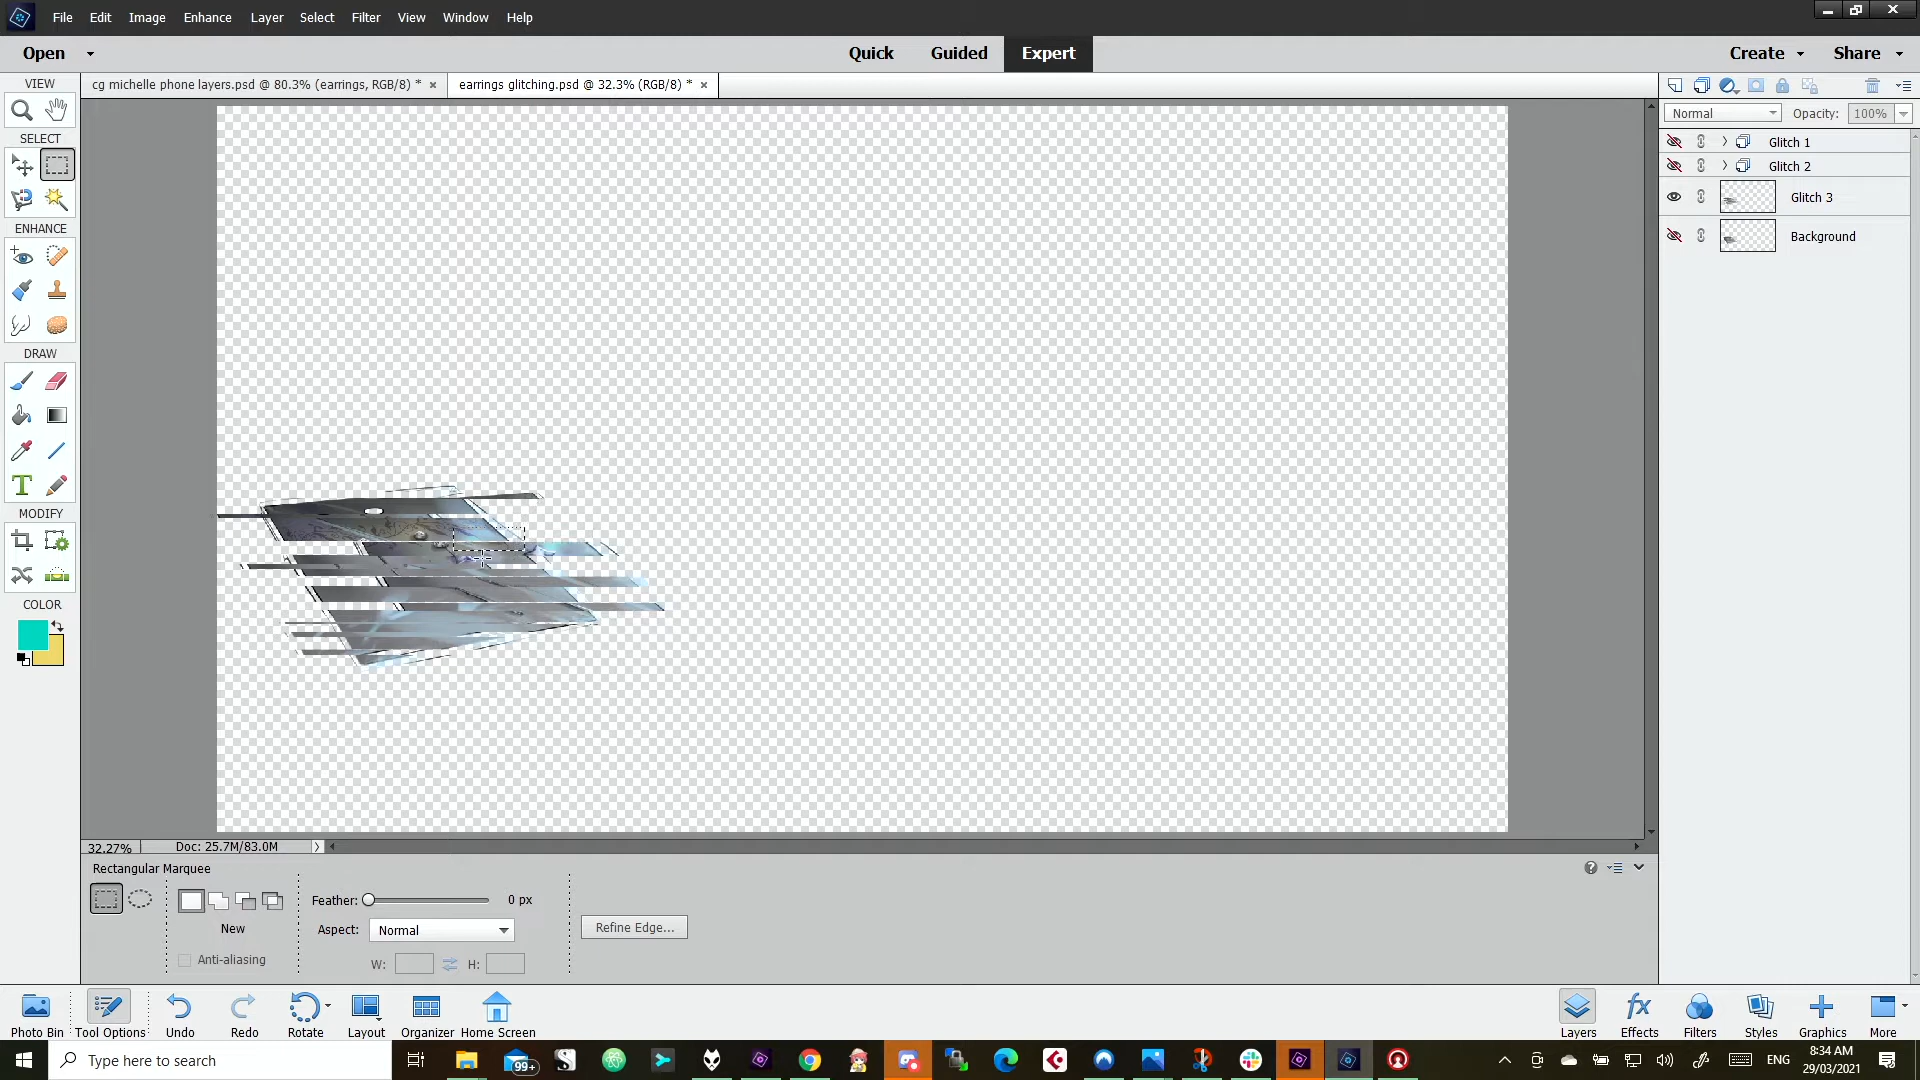 File Edit Image Enhance Layer Select Filter View Window Help
Open Quick Guided Expert Create Share
VIEW
cg michelle phone layers.psd @ 80.3% (earrings, RGB/8) * ×
earrings glitching.psd @ 32.3% (RGB/8) * ×
Normal Opacity: 100%
SELECT
Glitch 1
Glitch 2
Glitch 3
Background
ENHANCE
DRAW
T
MODIFY
COLOR
32.27% Doc: 25.7M/83.0M
Rectangular Marquee
New
Anti-aliasing
Feather: 0 px
Aspect: Normal
W: H:
Refine Edge...
Photo Bin Tool Options Undo Redo Rotate Layout Organizer Home Screen
fx
Layers Effects Filters Styles Graphics More
Type here to search
99+
ENG
8:34 AM
29/03/2021